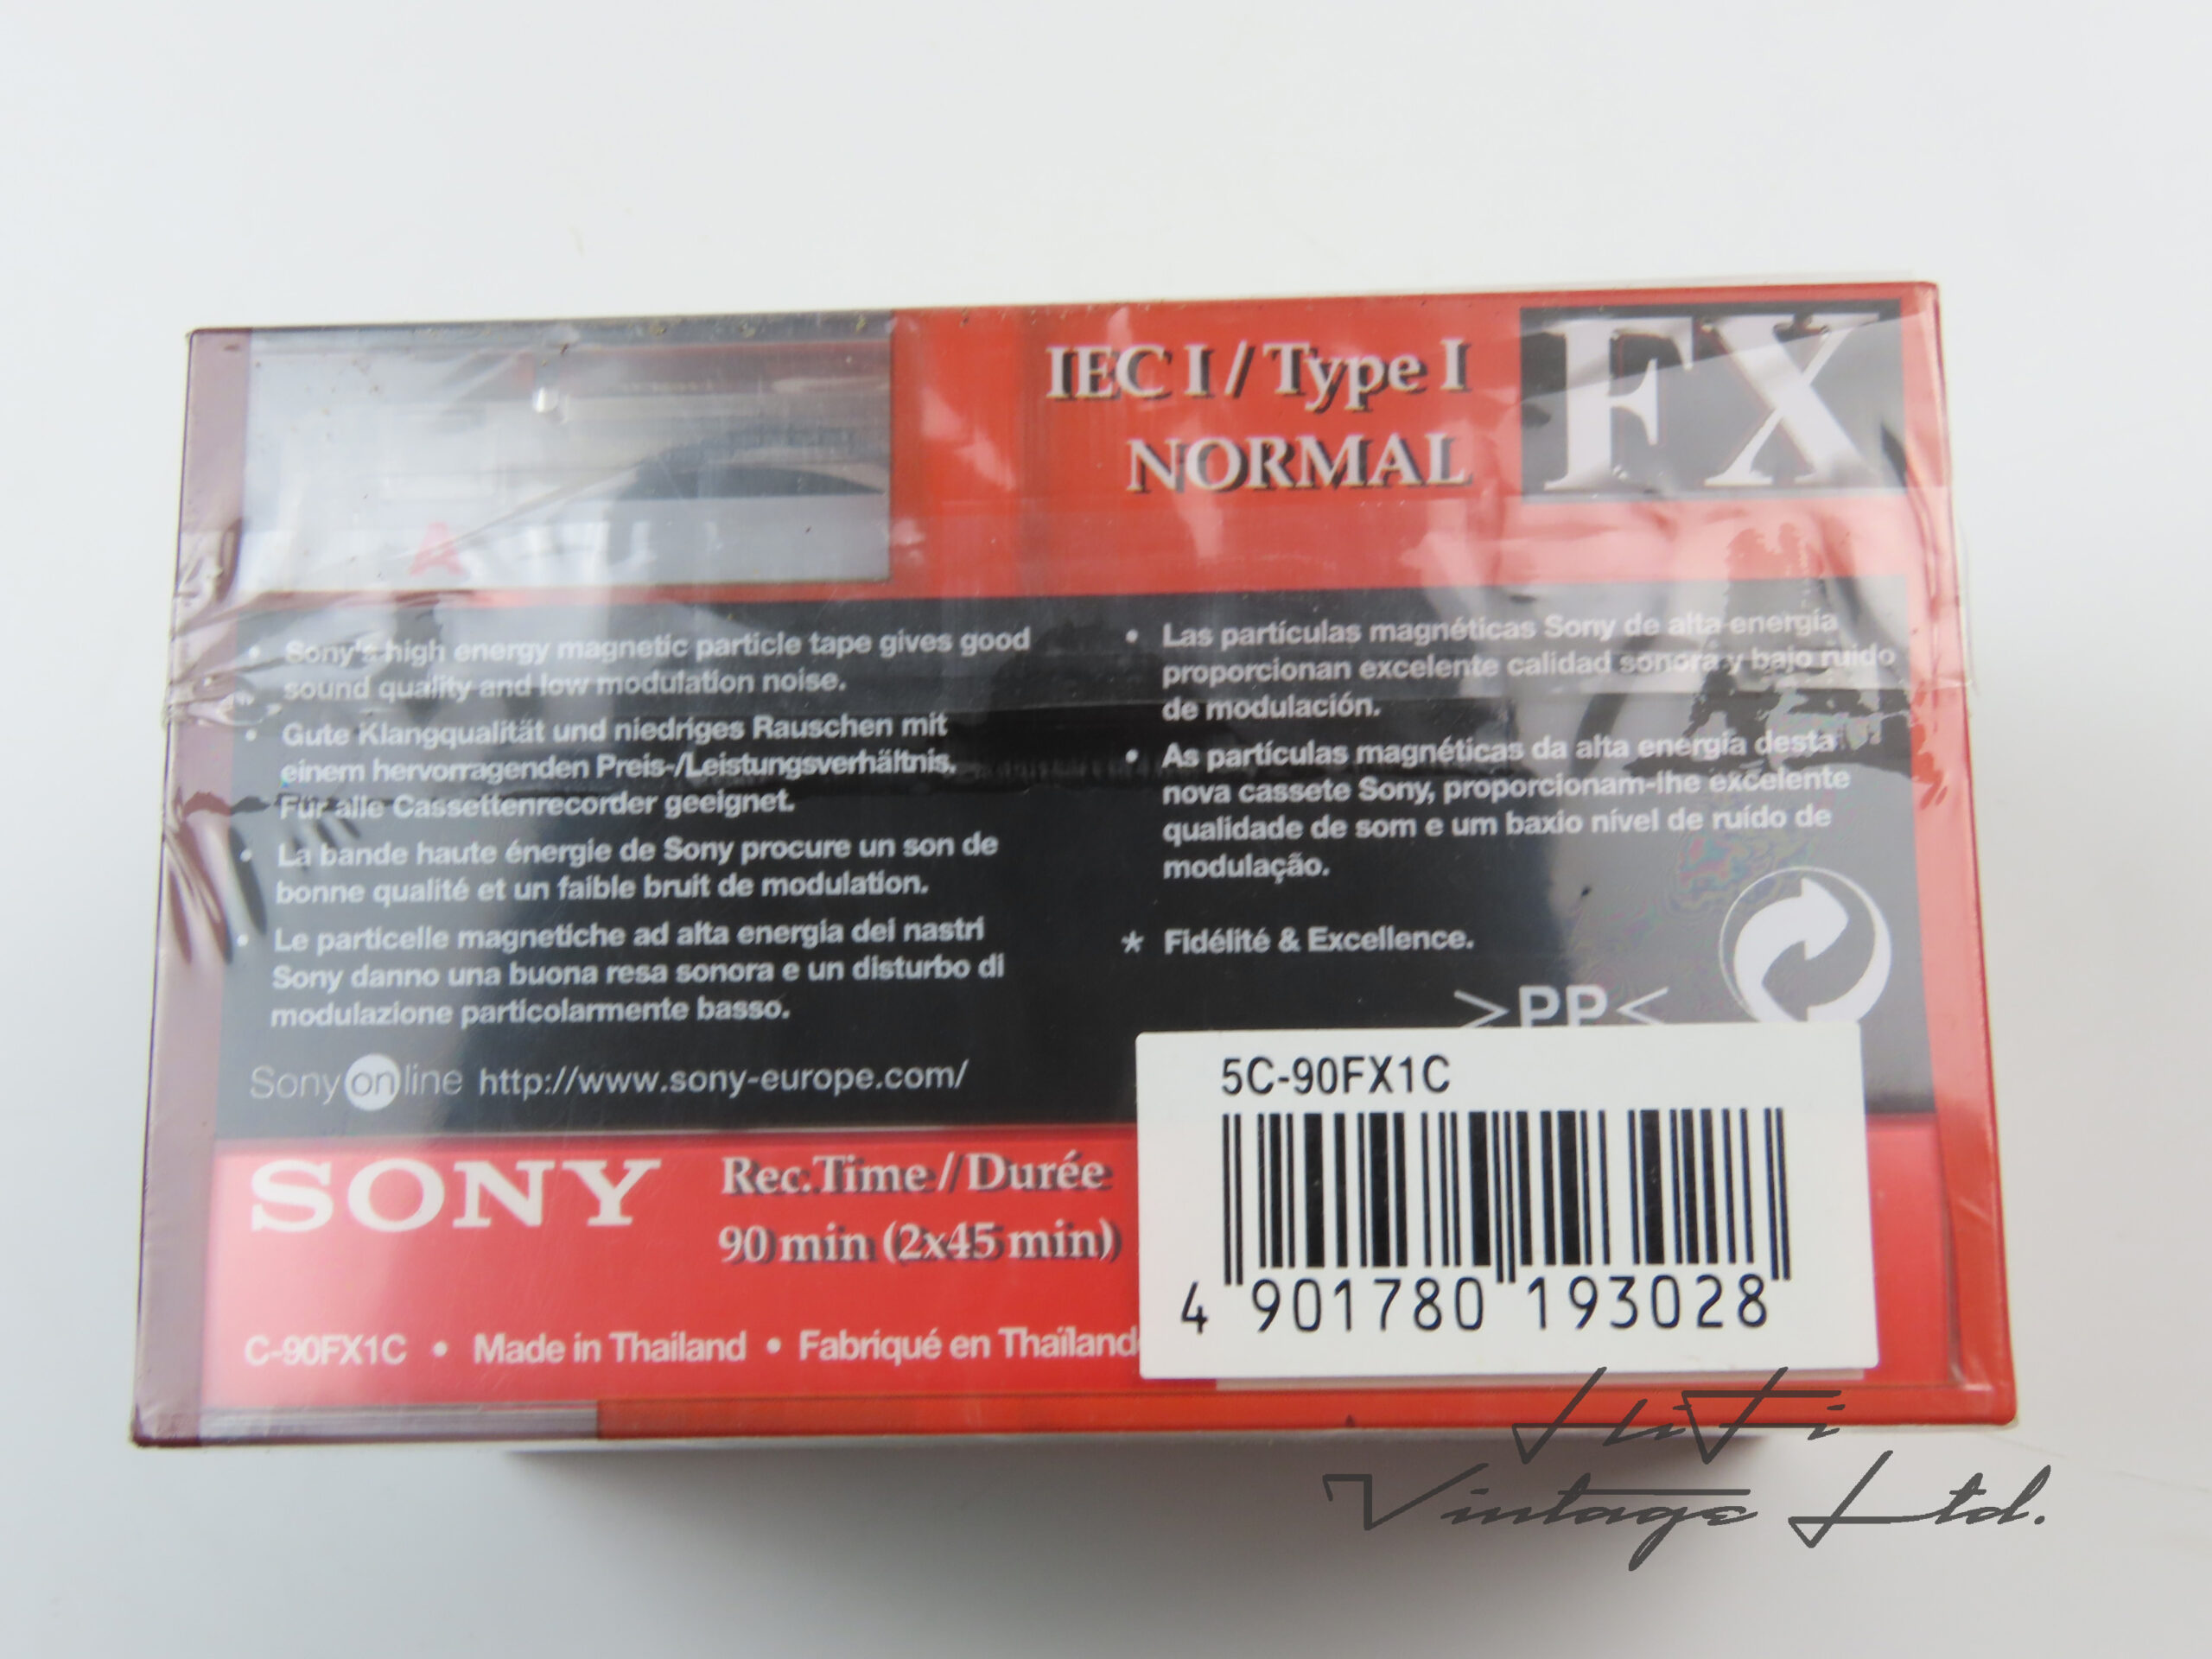 IEC I / Type I
NORMAL
FX
A
• Sony's high energy magnetic particle tape gives good
sound quality and low modulation noise.
• Gute Klangqualität und niedriges Rauschen mit
einem hervorragenden Preis-/Leistungsverhältnis.
Für alle Cassettenrecorder geeignet.
• La bande haute énergie de Sony procure un son de
bonne qualité et un faible bruit de modulation.
• Le particelle magnetiche ad alta energia dei nastri
Sony danno una buona resa sonora e un disturbo di
modulazione particolarmente basso.
• Las partículas magnéticas Sony de alta energía
proporcionan excelente calidad sonora y bajo ruido
de modulación.
• As partículas magnéticas da alta energia desta
nova cassete Sony, proporcionam-lhe excelente
qualidade de som e um baxio nível de ruído de
modulação.
* Fidélité & Excellence.
>PP<
Sony on line http://www.sony-europe.com/
SONY
Rec.Time / Durée
90 min (2x45 min)
C-90FX1C • Made in Thailand • Fabriqué en Thaïlande
5C-90FX1C
4 901780 193028
HiFi
Vintage Ltd.